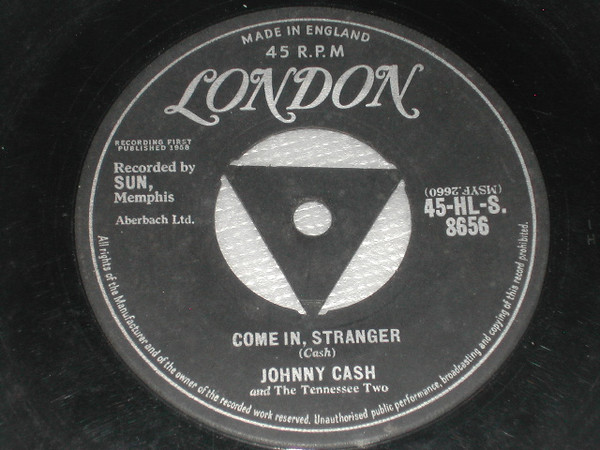 MADE IN ENGLAND
45 R.P.M
LONDON
RECORDING FIRST
PUBLISHED 1958
Recorded by
SUN,
Memphis
Aberbach Ltd.
(MSYF.2660)
45-HL-S.
8656
COME IN, STRANGER
(Cash)
JOHNNY CASH
and The Tennessee Two
All rights of the Manufacturer and of the owner of the recorded work reserved. Unauthorised public performance, broadcasting and copying of this record prohibited.